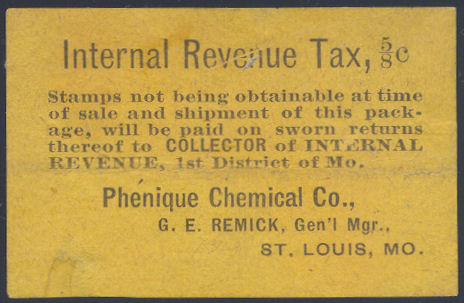 Internal Revenue Tax, ⅝c
Stamps not being obtainable at time
of sale and shipment of this pack-
age, will be paid on sworn returns
thereof to COLLECTOR of INTERNAL
REVENUE, 1st District of Mo.
Phenique Chemical Co.,
G. E. REMICK, Gen'l Mgr.,
ST. LOUIS, MO.